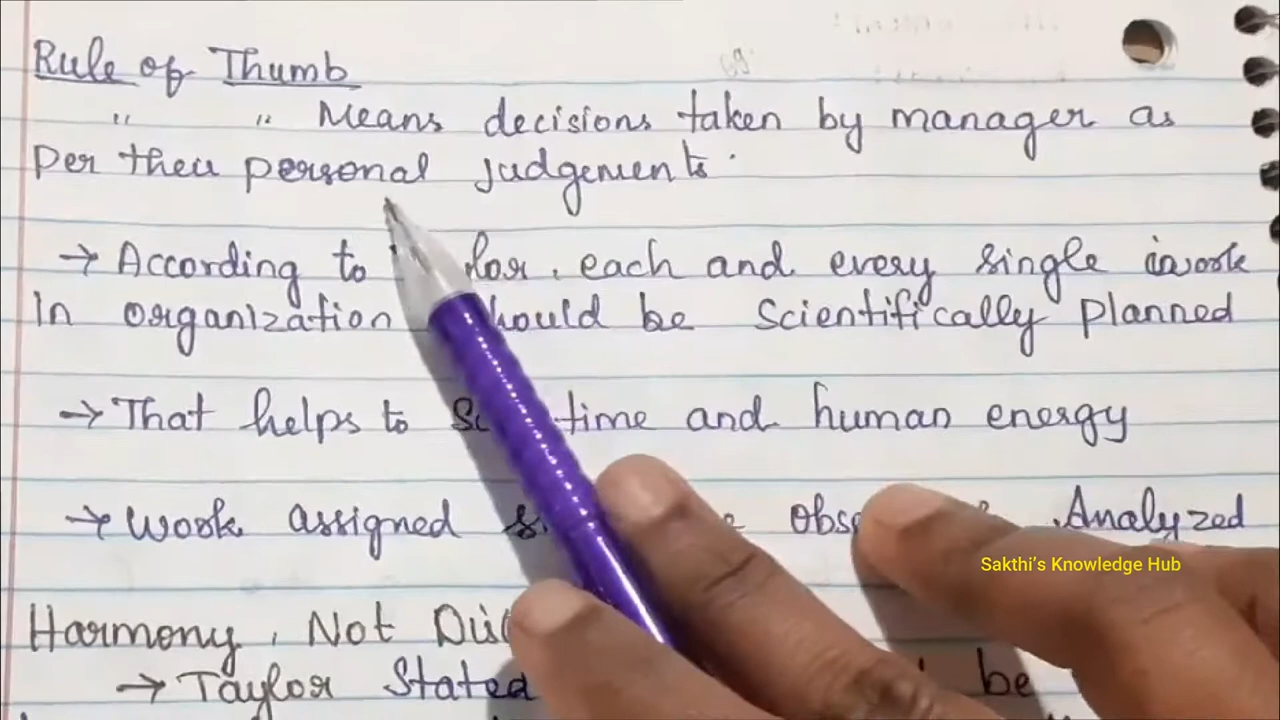 Rule of Thumb
" " Means decisions taken by manager as
Per their personal judgements.
→ According to lor, each and every single work
In organization hould be Scientifically planned
→ That helps to time and human energy
→ Work assigned Analyzed
Sakthi's Knowledge Hub
Harmony, Not
→ Taylor Stated be